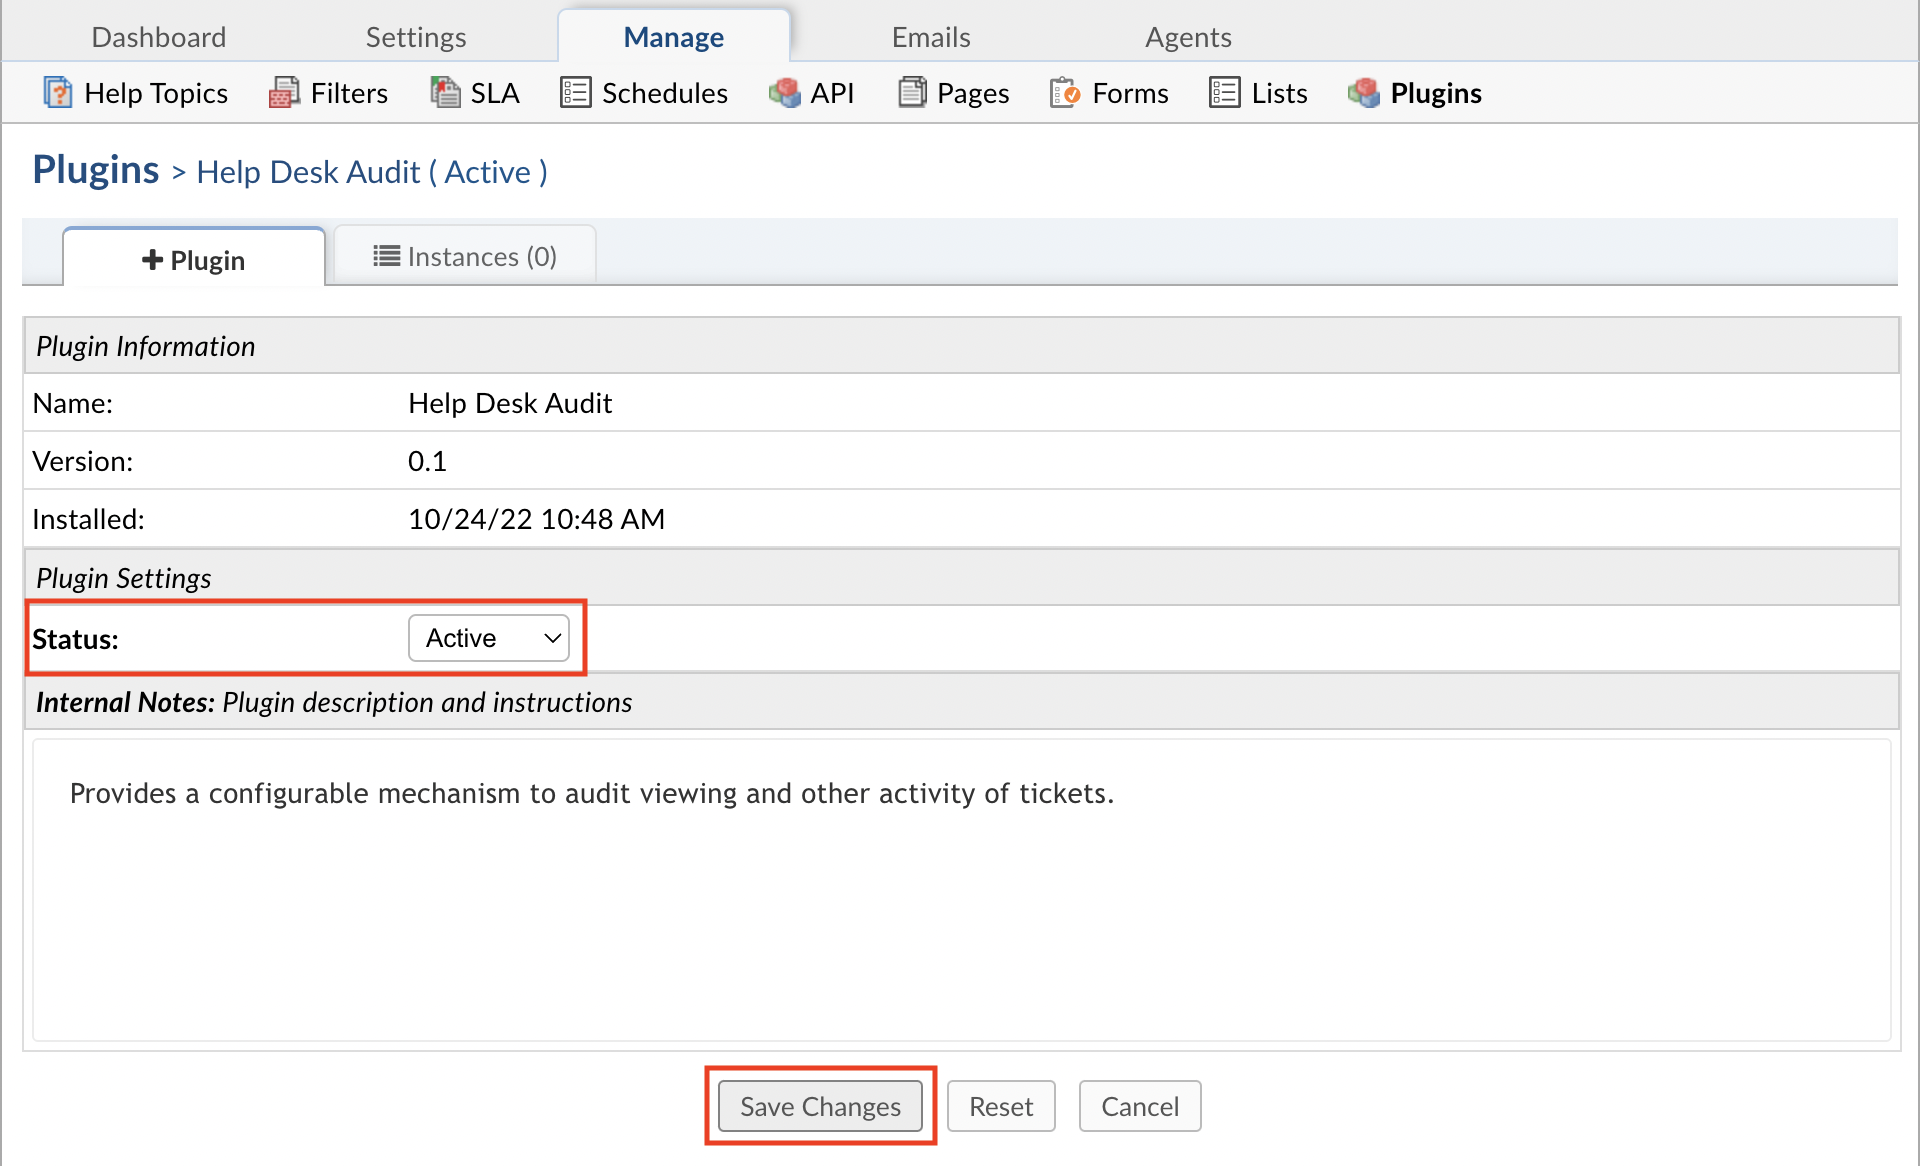 Dashboard Settings Manage Emails Agents
Help Topics Filters SLA Schedules API Pages Forms Lists Plugins
Plugins > Help Desk Audit ( Active )
Plugin Instances (0)
Plugin Information
Name: Help Desk Audit
Version: 0.1
Installed: 10/24/22 10:48 AM
Plugin Settings
Status: Active
Internal Notes: Plugin description and instructions
Provides a configurable mechanism to audit viewing and other activity of tickets.
Save Changes Reset Cancel